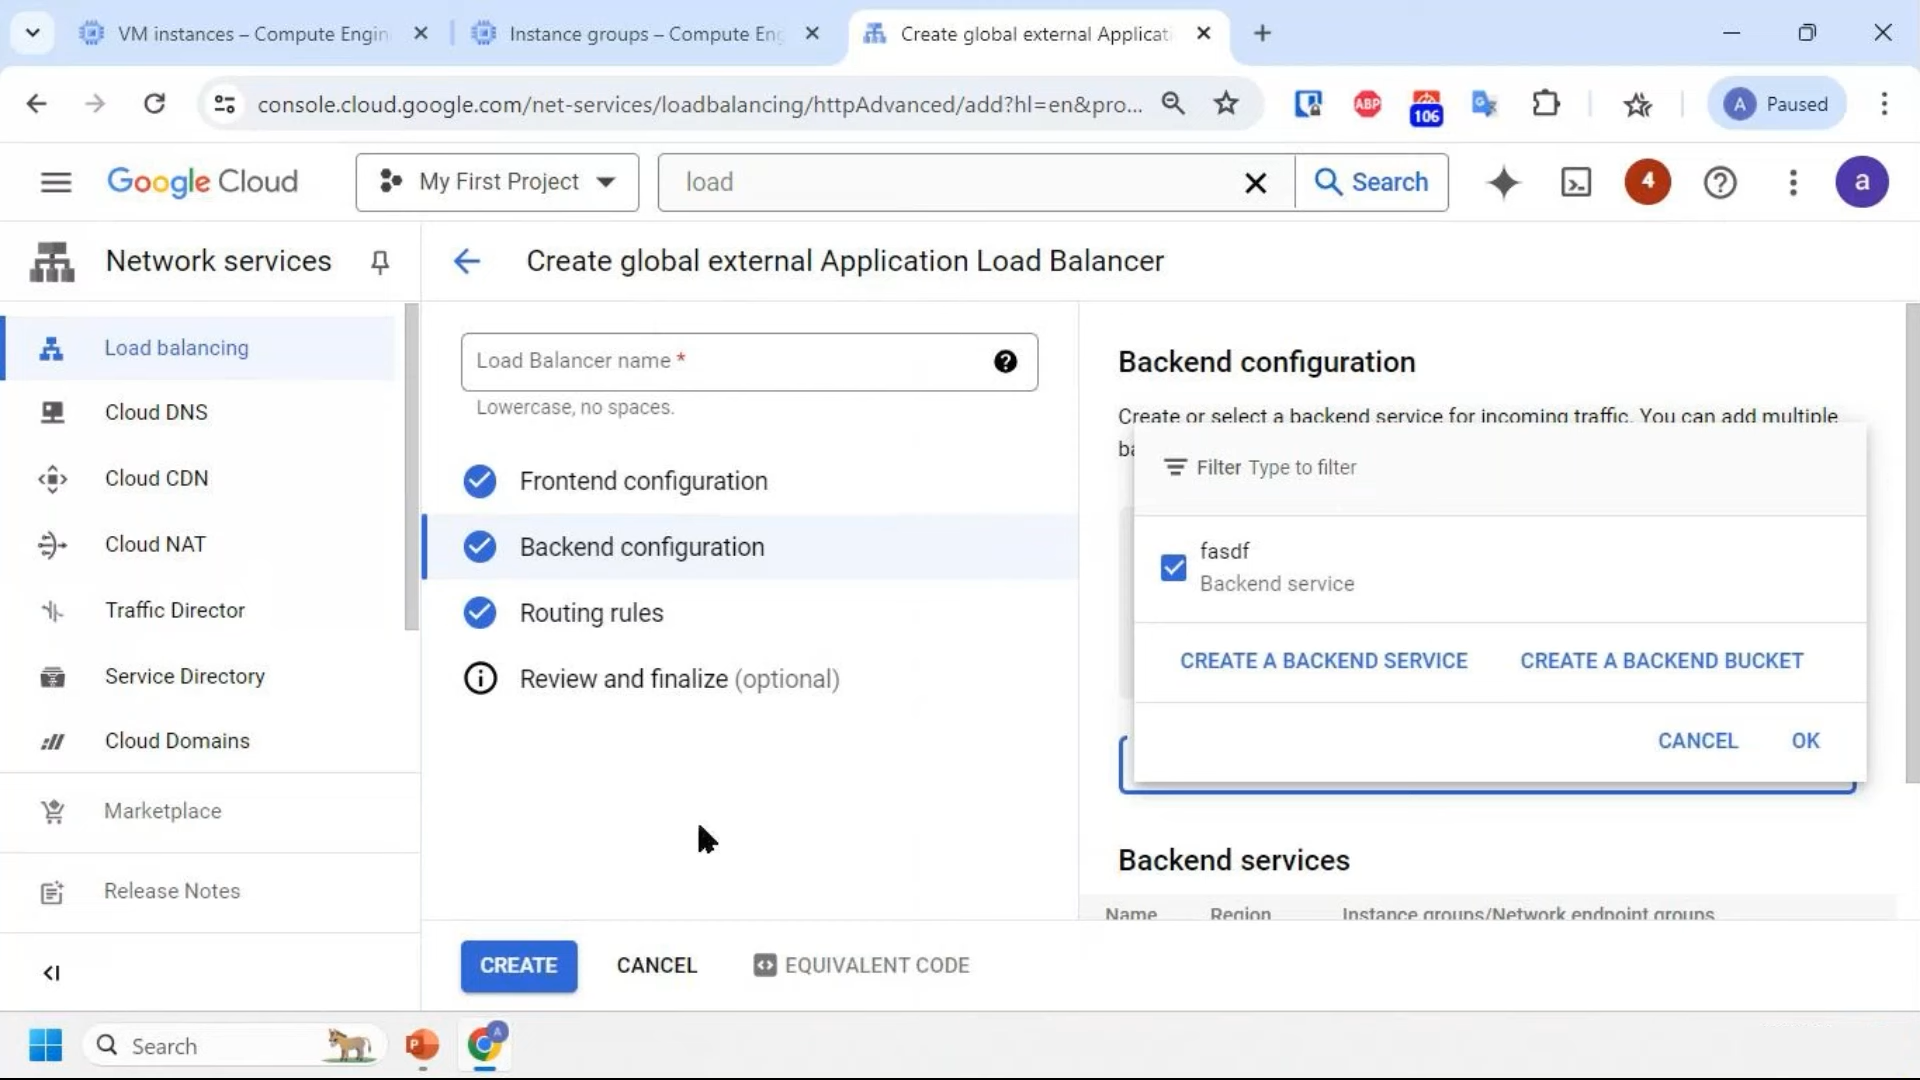 VM instances – Compute Engin
Instance groups – Compute Eng
Create global external Applicati
console.cloud.google.com/net-services/loadbalancing/httpAdvanced/add?hl=en&pro...
ABP
106
A Paused
Google Cloud
My First Project
load
Search
4
a
Network services
Create global external Application Load Balancer
Load balancing
Cloud DNS
Cloud CDN
Cloud NAT
Traffic Director
Service Directory
Cloud Domains
Marketplace
Release Notes
Load Balancer name *
Lowercase, no spaces.
Frontend configuration
Backend configuration
Routing rules
Review and finalize (optional)
Backend configuration
Create or select a backend service for incoming traffic. You can add multiple
ba
Filter Type to filter
fasdf
Backend service
CREATE A BACKEND SERVICE
CREATE A BACKEND BUCKET
CANCEL
OK
Backend services
Name Region Instance groups/Network endpoint groups
CREATE
CANCEL
EQUIVALENT CODE
Search
P
A